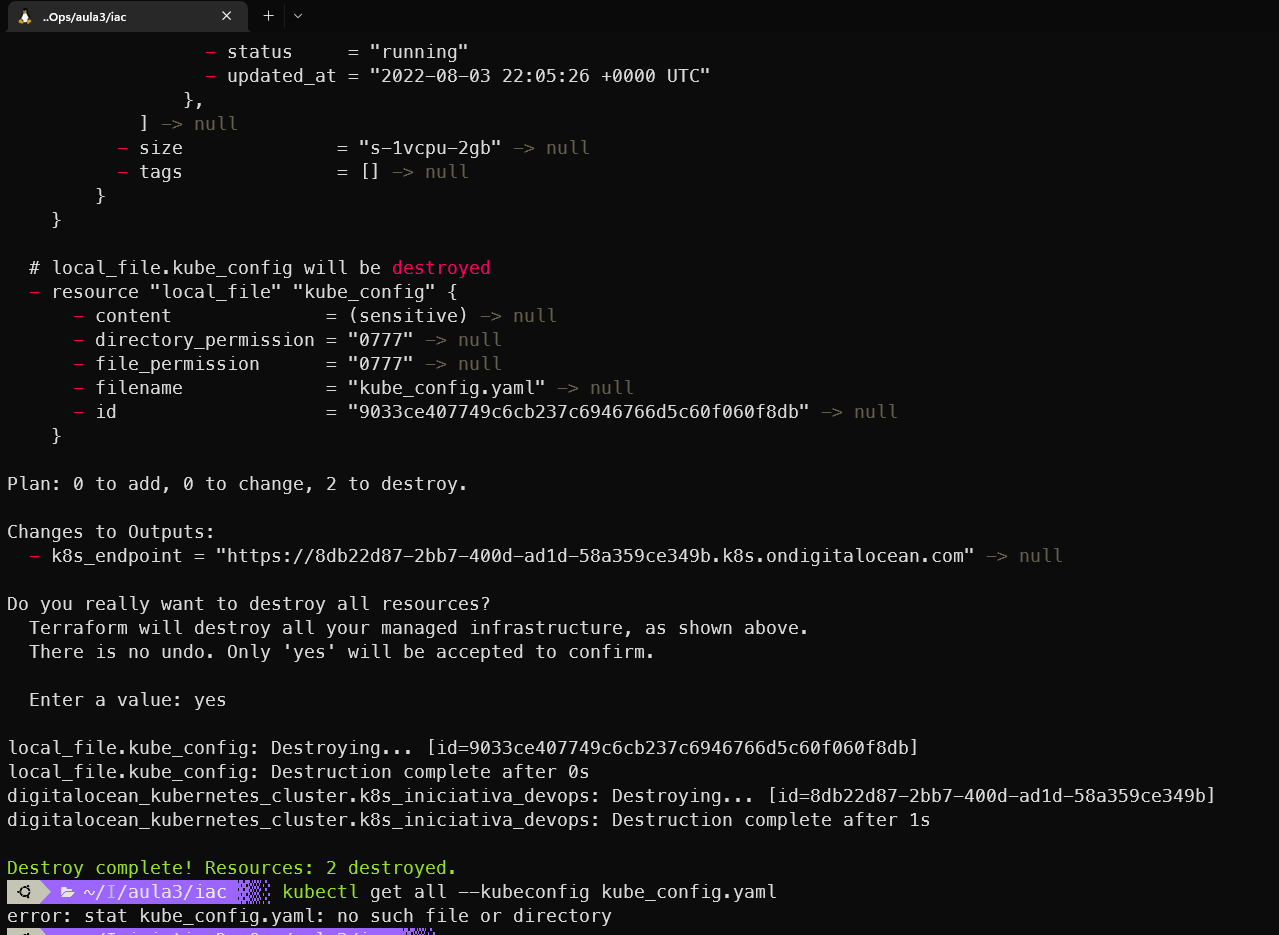 ..Ops/aula3/iac
- status     = "running"
- updated_at = "2022-08-03 22:05:26 +0000 UTC"
},
] -> null
- size              = "s-1vcpu-2gb" -> null
- tags              = [] -> null
}
}
# local_file.kube_config will be destroyed
- resource "local_file" "kube_config" {
- content              = (sensitive) -> null
- directory_permission = "0777" -> null
- file_permission      = "0777" -> null
- filename             = "kube_config.yaml" -> null
- id                   = "9033ce407749c6cb237c6946766d5c60f060f8db" -> null
}
Plan: 0 to add, 0 to change, 2 to destroy.
Changes to Outputs:
- k8s_endpoint = "https://8db22d87-2bb7-400d-ad1d-58a359ce349b.k8s.ondigitalocean.com" -> null
Do you really want to destroy all resources?
Terraform will destroy all your managed infrastructure, as shown above.
There is no undo. Only 'yes' will be accepted to confirm.
Enter a value: yes
local_file.kube_config: Destroying... [id=9033ce407749c6cb237c6946766d5c60f060f8db]
local_file.kube_config: Destruction complete after 0s
digitalocean_kubernetes_cluster.k8s_iniciativa_devops: Destroying... [id=8db22d87-2bb7-400d-ad1d-58a359ce349b]
digitalocean_kubernetes_cluster.k8s_iniciativa_devops: Destruction complete after 1s
Destroy complete! Resources: 2 destroyed.
~/I/aula3/iac kubectl get all --kubeconfig kube_config.yaml
error: stat kube_config.yaml: no such file or directory